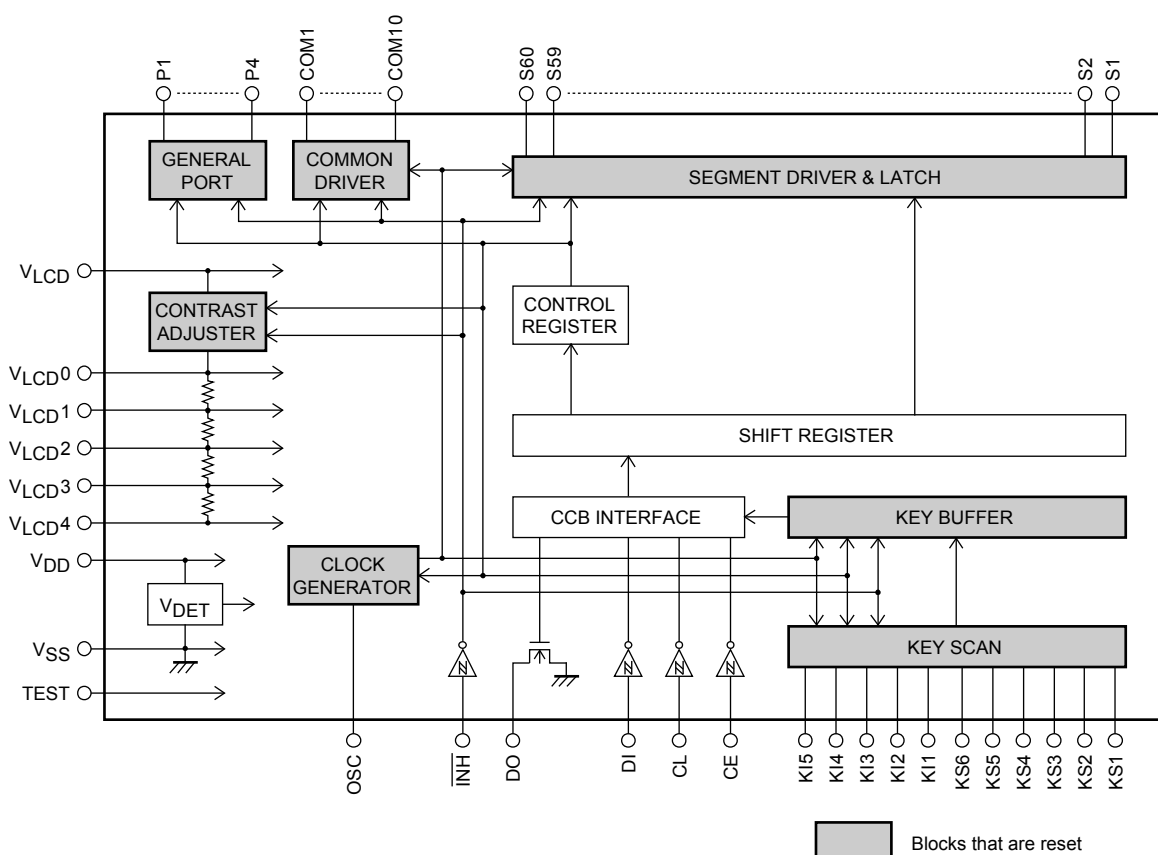 P1
P4
COM1
COM10
S60
S59
S2
S1
GENERAL
PORT
COMMON
DRIVER
SEGMENT DRIVER & LATCH
VLCD
CONTRAST
ADJUSTER
CONTROL
REGISTER
VLCD0
VLCD1
VLCD2
VLCD3
VLCD4
SHIFT REGISTER
CCB INTERFACE
KEY BUFFER
VDD
CLOCK
GENERATOR
VDET
VSS
KEY SCAN
TEST
OSC
INH
DO
DI
CL
CE
KI5
KI4
KI3
KI2
KI1
KS6
KS5
KS4
KS3
KS2
KS1
Blocks that are reset